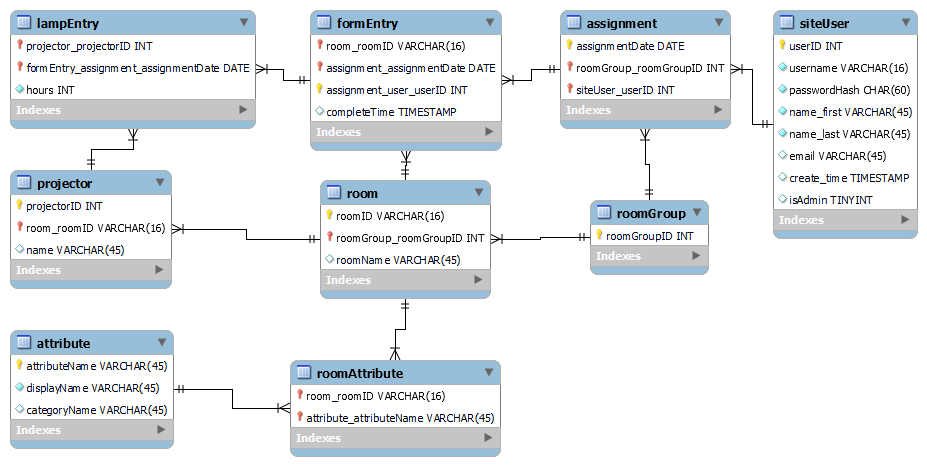 lampEntry
projector_projectorID INT
formEntry_assignment_assignmentDate DATE
hours INT
Indexes
formEntry
room_roomID VARCHAR(16)
assignment_assignmentDate DATE
assignment_user_userID INT
completeTime TIMESTAMP
Indexes
assignment
assignmentDate DATE
roomGroup_roomGroupID INT
siteUser_userID INT
Indexes
siteUser
userID INT
username VARCHAR(16)
passwordHash CHAR(60)
name_first VARCHAR(45)
name_last VARCHAR(45)
email VARCHAR(45)
create_time TIMESTAMP
isAdmin TINYINT
Indexes
projector
projectorID INT
room_roomID VARCHAR(16)
name VARCHAR(45)
Indexes
room
roomID VARCHAR(16)
roomGroup_roomGroupID INT
roomName VARCHAR(45)
Indexes
roomGroup
roomGroupID INT
Indexes
attribute
attributeName VARCHAR(45)
displayName VARCHAR(45)
categoryName VARCHAR(45)
Indexes
roomAttribute
room_roomID VARCHAR(16)
attribute_attributeName VARCHAR(45)
Indexes